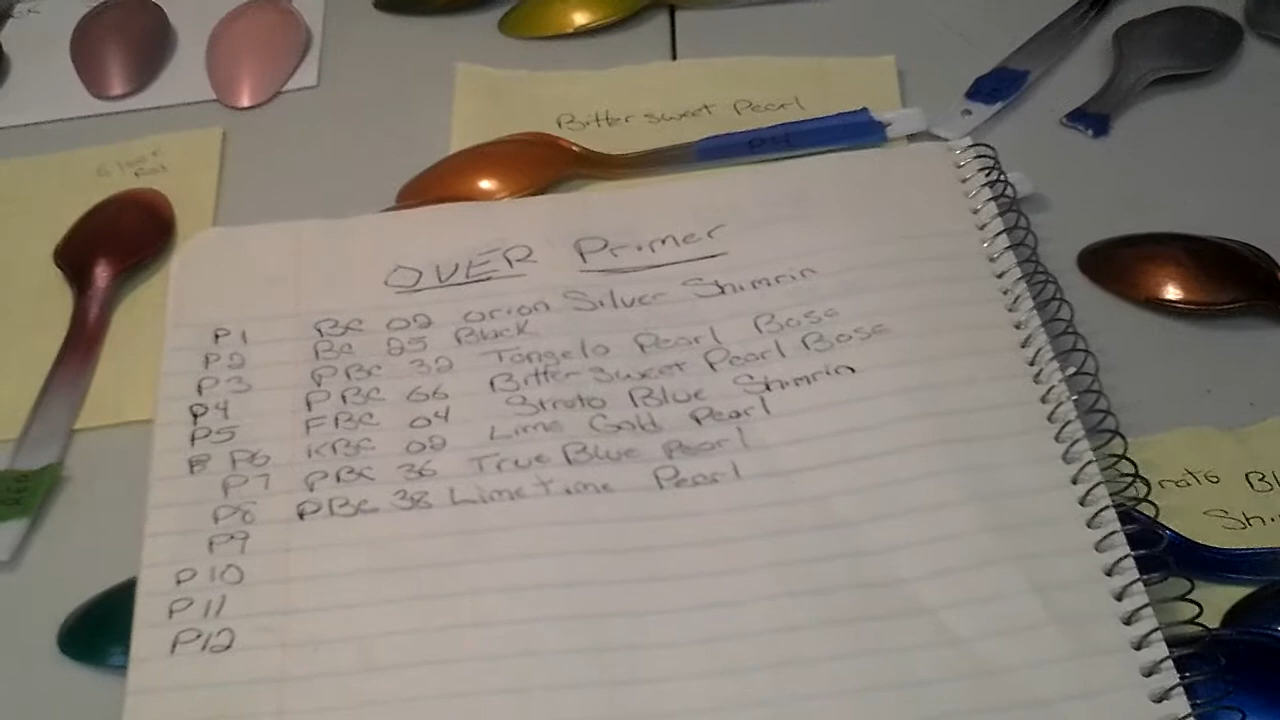 Bitter sweet Pearl
P4
OVER Primer
P1 BC 02 Orion Silver Shimrin
P2 BC 25 Black
P3 PBC 32 Tangelo Pearl Base
P4 PBC 66 Bitter Sweet Pearl Base
P5 FBC 04 Strato Blue Shimrin
P6 KBC 02 Lime Gold Pearl
P7 PBC 36 True Blue Pearl
P8 PBC 38 Lime Time Pearl
P9
P10
P11
P12